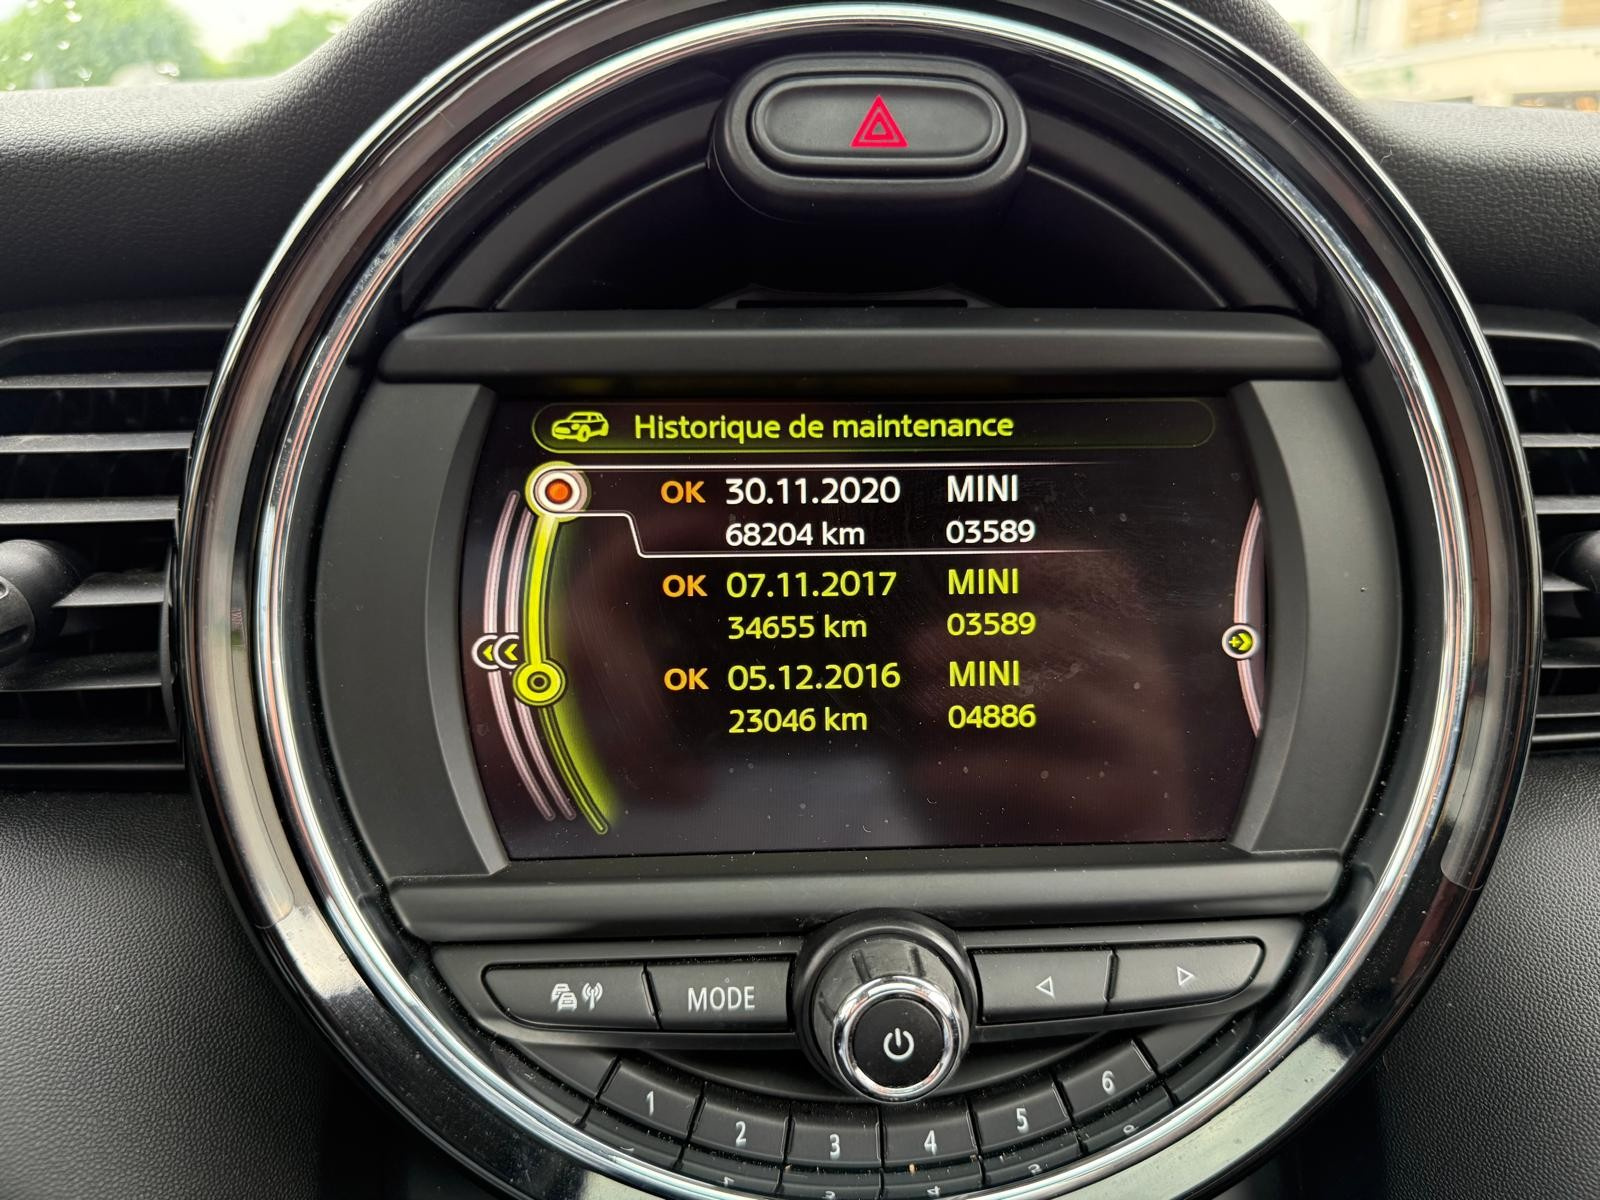 Historique de maintenance
OK 30.11.2020 MINI
68204 km 03589
OK 07.11.2017 MINI
34655 km 03589
OK 05.12.2016 MINI
23046 km 04886
MODE
1 2 3 4 5 6